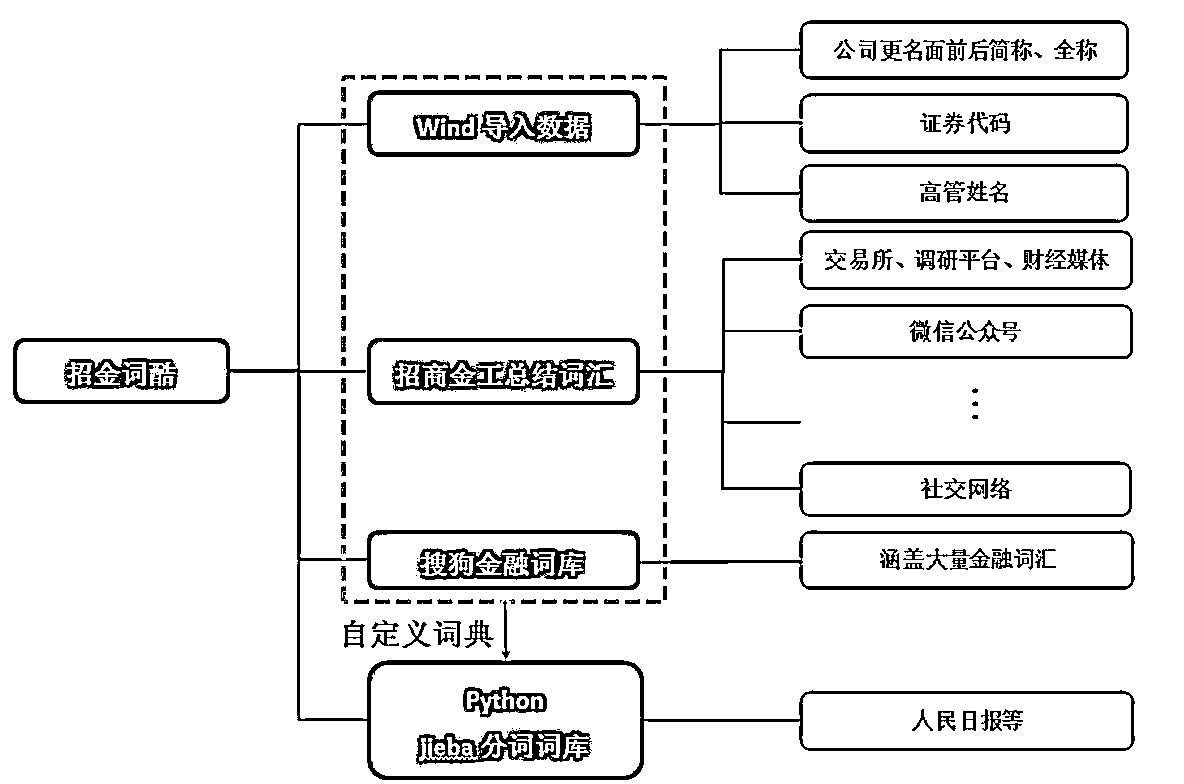 公司更名面前后简称、全称
Wind 导入数据
证券代码
高管姓名
交易所、调研平台、财经媒体
微信公众号
招金词酷
招商金工总结词汇
社交网络
搜狗金融词库
涵盖大量金融词汇
自定义词典
Python
jieba 分词词库
人民日报等